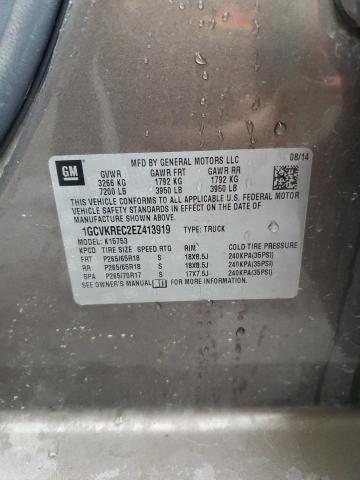 GM
MFD BY GENERAL MOTORS LLC 08/14
GVWR GAWR FRT GAWR RR
3266 KG 1792 KG 1792 KG
7200 LB 3950 LB 3950 LB
THIS VEHICLE CONFORMS TO ALL APPLICABLE U.S. FEDERAL MOTOR
VEHICLE SAFETY, BUMPER, AND THEFT PREVENTION STANDARDS IN
EFFECT ON THE DATE OF MANUFACTURE SHOWN ABOVE.
1GCVKREC2EZ413919 TYPE: TRUCK
MODEL: K15753
KPCD TIRE SIZE SPEED RTG RIM COLD TIRE PRESSURE
FRT P265/65R18 S 18X8.5J 240KPA(35PSI)
RR P265/65R18 S 18X8.5J 240KPA(35PSI)
SPA P265/70R17 S 17X7.5J 240KPA(35PSI)
SEE OWNER'S MANUAL